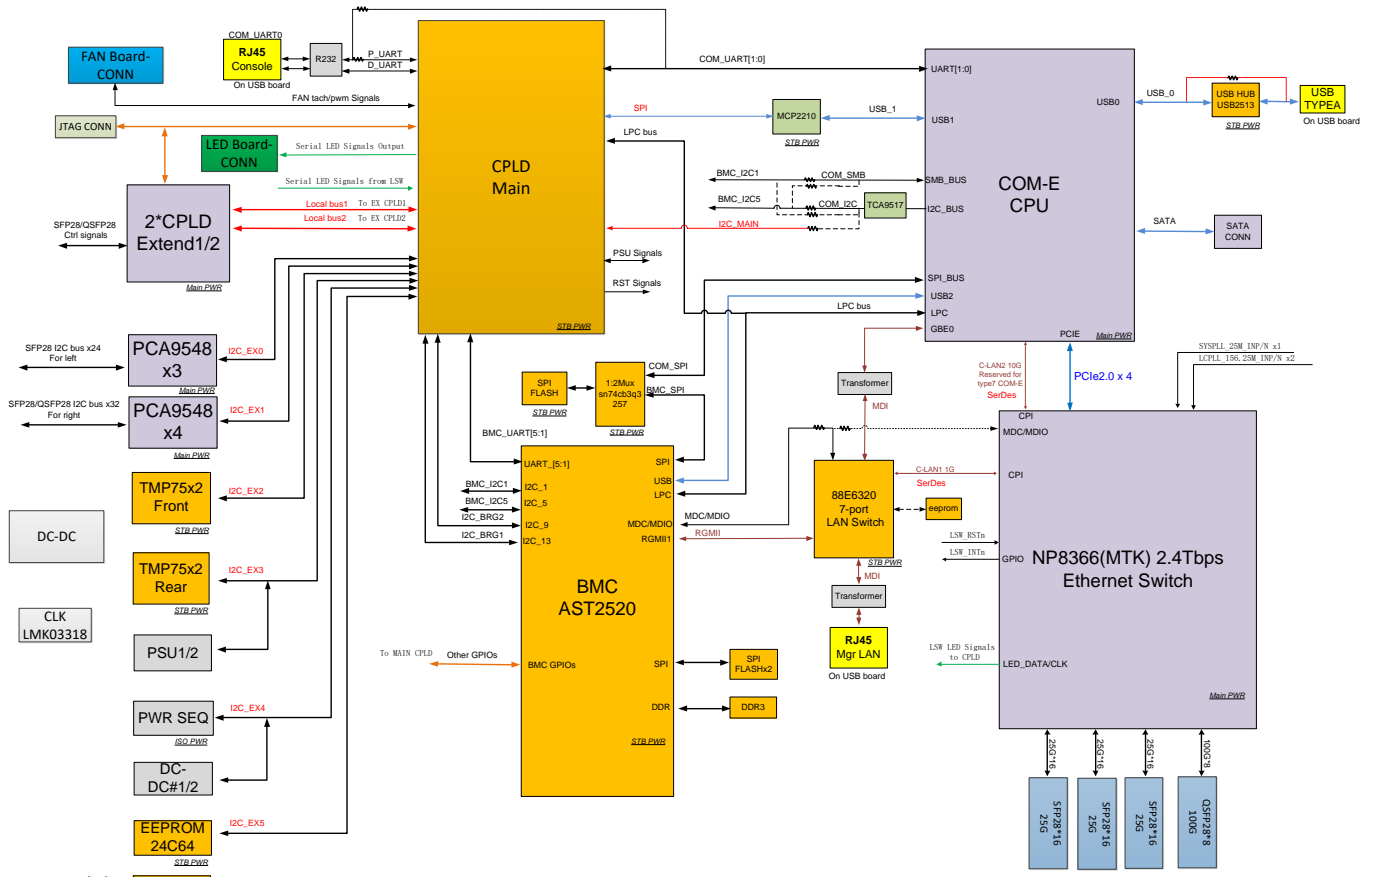 COM_UART0
RJ45
Console
On USB board
R232
P_UART
D_UART
FAN Board-
CONN
FAN tach/pwm Signals
JTAG CONN
LED Board-
CONN
Serial LED Signals Output
Serial LED Signals from LSW
2*CPLD
Extend1/2
Main PWR
SFP28/QSFP28
Ctrl signals
Local bus1
To EX CPLD1
Local bus2
To EX CPLD2
CPLD
Main
STB PWR
COM_UART[1:0]
SPI
MCP2210
STB PWR
USB_1
LPC bus
BMC_I2C1
COM_SMB
BMC_I2C5
COM_I2C
TCA9517
I2C_MAIN
PSU Signals
RST Signals
UART[1:0]
USB1
SMB_BUS
I2C_BUS
SPI_BUS
USB2
LPC
GBE0
USB0
COM-E
CPU
PCIE
Main PWR
USB_0
USB HUB
USB2513
STB PWR
USB
TYPEA
On USB board
SATA
SATA
CONN
LPC bus
SFP28 I2C bus x24
For left
PCA9548
x3
Main PWR
I2C_EX0
SFP28/QSFP28 I2C bus x32
For right
PCA9548
x4
Main PWR
I2C_EX1
TMP75x2
Front
STB PWR
I2C_EX2
TMP75x2
Rear
STB PWR
I2C_EX3
PSU1/2
PWR SEQ
ISO PWR
I2C_EX4
DC-
DC#1/2
EEPROM
24C64
STB PWR
I2C_EX5
DC-DC
CLK
LMK03318
SPI
FLASH
STB PWR
1:2Mux
sn74cb3q3
257
STB PWR
COM_SPI
BMC_SPI
BMC_UART[5:1]
BMC_I2C1
BMC_I2C5
I2C_BRG2
I2C_BRG1
UART_[5:1]
I2C_1
I2C_5
I2C_9
I2C_13
SPI
USB
LPC
MDC/MDIO
RGMII1
BMC
AST2520
BMC GPIOs
SPI
DDR
STB PWR
To MAIN CPLD
Other GPIOs
SPI
FLASHx2
DDR3
MDC/MDIO
RGMII
Transformer
MDI
88E6320
7-port
LAN Switch
STB PWR
eeprom
MDI
Transformer
RJ45
Mgr LAN
On USB board
C-LAN1 1G
SerDes
C-LAN2 10G
Reserved for
type7 COM-E
SerDes
PCIe2.0 x 4
SYSPLL_25M_INP/N x1
LCPLL_156.25M_INP/N x2
CPI
MDC/MDIO
CPI
LSW_RSTn
LSW_INTn
GPIO
NP8366(MTK) 2.4Tbps
Ethernet Switch
LSW LED Signals
to CPLD
LED_DATA/CLK
Main PWR
25G*16
25G*16
25G*16
100G*8
SFP28*16
25G
SFP28*16
25G
SFP28*16
25G
QSFP28*8
100G